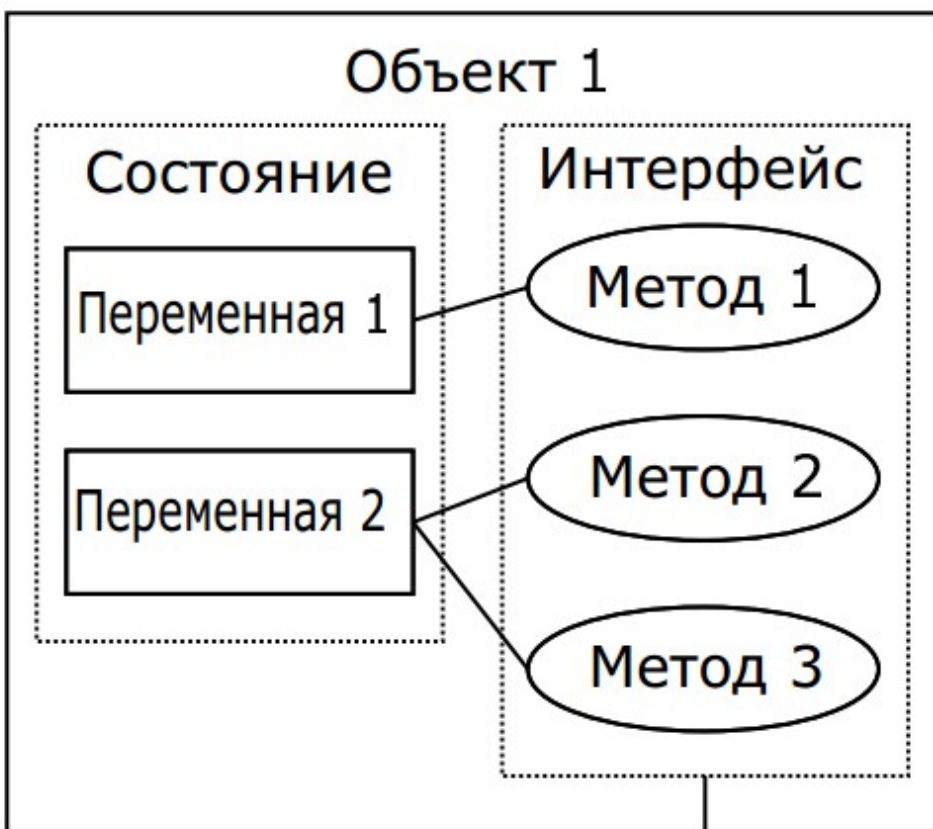 Объект 1
Состояние
Интерфейс
Переменная 1
Метод 1
Переменная 2
Метод 2
Метод 3